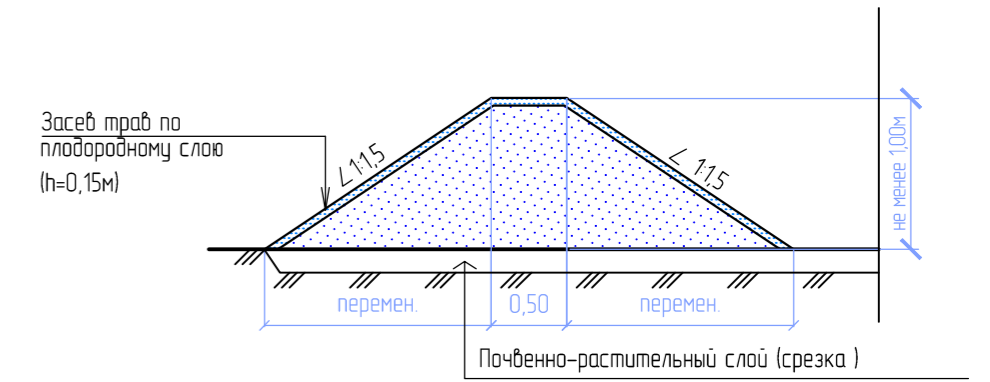 Засев трав по
плодородному слою
(h=0,15м)
∠1:1,5
∠ 1:1,5
не менее 1,00м
перемен.
0,50
перемен.
Почвенно-растительный слой (срезка )